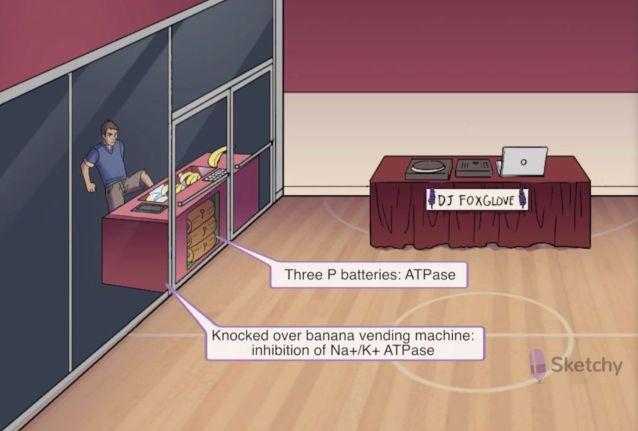 DJ FOXGLOVE
Three P batteries: ATPase
Knocked over banana vending machine:
inhibition of Na+/K+ ATPase
Sketchy